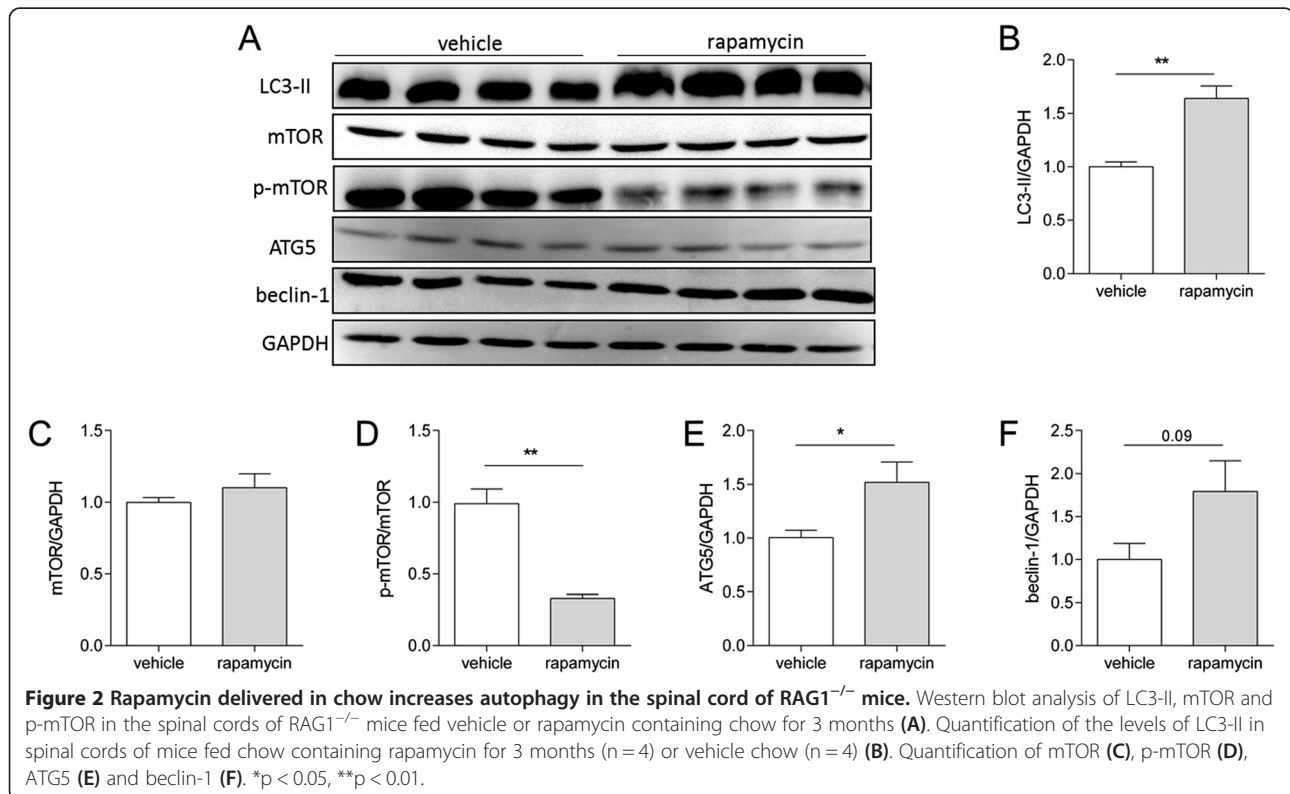 A
vehicle rapamycin
LC3-II
mTOR
p-mTOR
ATG5
beclin-1
GAPDH
B
LC3-II/GAPDH
2.0
1.5
1.0
0.5
0.0
**
vehicle rapamycin
C
mTOR/GAPDH
1.5
1.0
0.5
0.0
vehicle rapamycin
D
p-mTOR/mTOR
1.5
1.0
0.5
0.0
**
vehicle rapamycin
E
ATG5/GAPDH
2.0
1.5
1.0
0.5
0.0
*
vehicle rapamycin
F
beclin-1/GAPDH
2.5
2.0
1.5
1.0
0.5
0.0
0.09
vehicle rapamycin
Figure 2 Rapamycin delivered in chow increases autophagy in the spinal cord of RAG1−/− mice. Western blot analysis of LC3-II, mTOR and
p-mTOR in the spinal cords of RAG1−/− mice fed vehicle or rapamycin containing chow for 3 months (A). Quantification of the levels of LC3-II in
spinal cords of mice fed chow containing rapamycin for 3 months (n = 4) or vehicle chow (n = 4) (B). Quantification of mTOR (C), p-mTOR (D),
ATG5 (E) and beclin-1 (F). *p < 0.05, **p < 0.01.